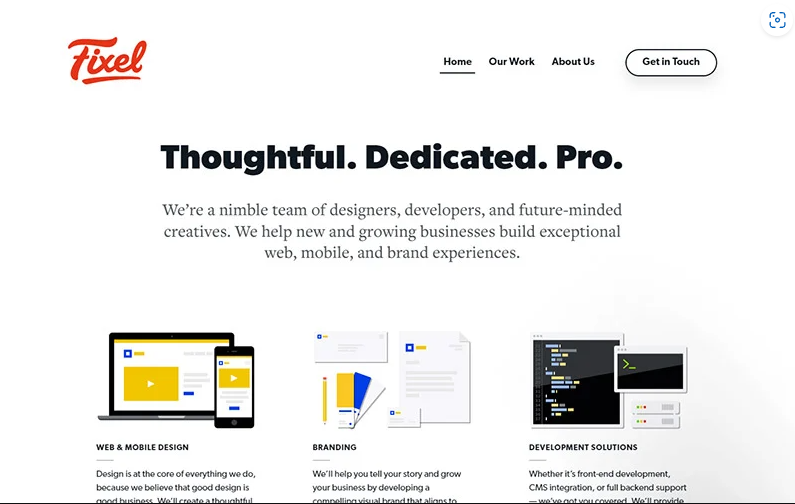 Fixel
Home Our Work About Us Get in Touch
Thoughtful. Dedicated. Pro.
We’re a nimble team of designers, developers, and future-minded
creatives. We help new and growing businesses build exceptional
web, mobile, and brand experiences.
WEB & MOBILE DESIGN
Design is at the core of everything we do,
because we believe that good design is
good business. We’ll create a thoughtful
BRANDING
We’ll help you tell your story and grow
your business by developing a
compelling visual brand that aligns to
DEVELOPMENT SOLUTIONS
Whether it’s front-end development,
CMS integration, or full backend support
— we’ve got you covered. We’ll provide